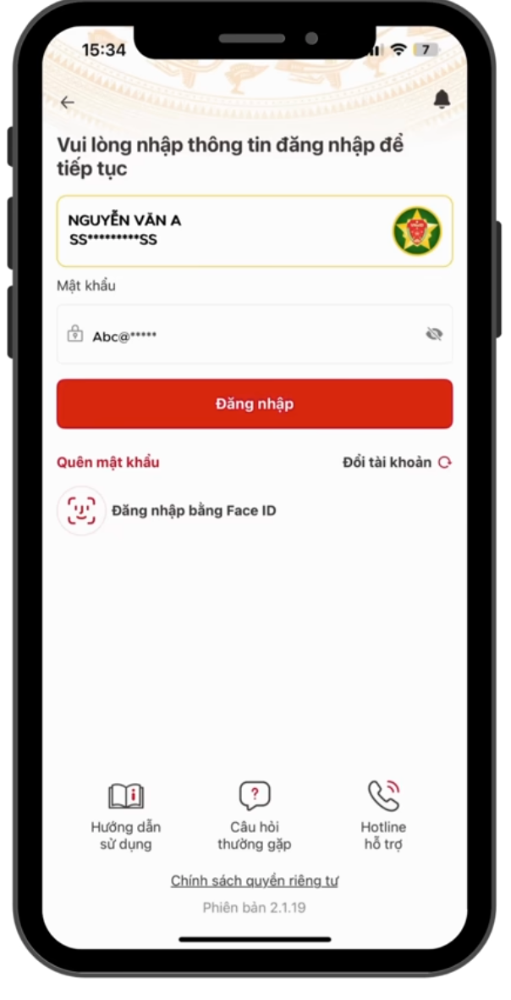 15:34
7
Vui lòng nhập thông tin đăng nhập để
tiếp tục
NGUYỄN VĂN A
SS*********SS
Mật khẩu
Abc@*****
Đăng nhập
Quên mật khẩu
Đổi tài khoản
Đăng nhập bằng Face ID
Hướng dẫn
sử dụng
Câu hỏi
thường gặp
Hotline
hỗ trợ
Chính sách quyền riêng tư
Phiên bản 2.1.19